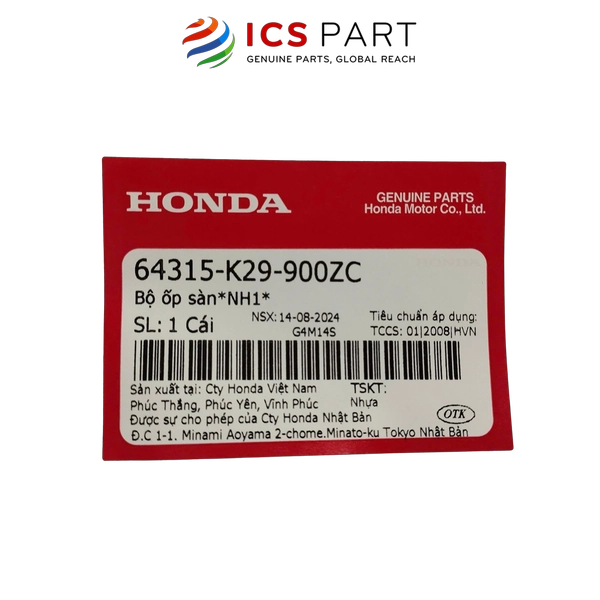 ICS PART
GENUINE PARTS, GLOBAL REACH
HONDA
GENUINE PARTS
Honda Motor Co., Ltd.
64315-K29-900ZC
Bộ ốp sàn*NH1*
SL: 1 Cái
NSX: 14-08-2024
G4M14S
Tiêu chuẩn áp dụng:
TCCS: 01|2008|HVN
Sản xuất tại: Cty Honda Việt Nam
Phúc Thắng, Phúc Yên, Vĩnh Phúc
Được sự cho phép của Cty Honda Nhật Bản
Đ.C 1-1. Minami Aoyama 2-chome.Minato-ku Tokyo Nhật Bản
TSKT:
Nhựa
OTK